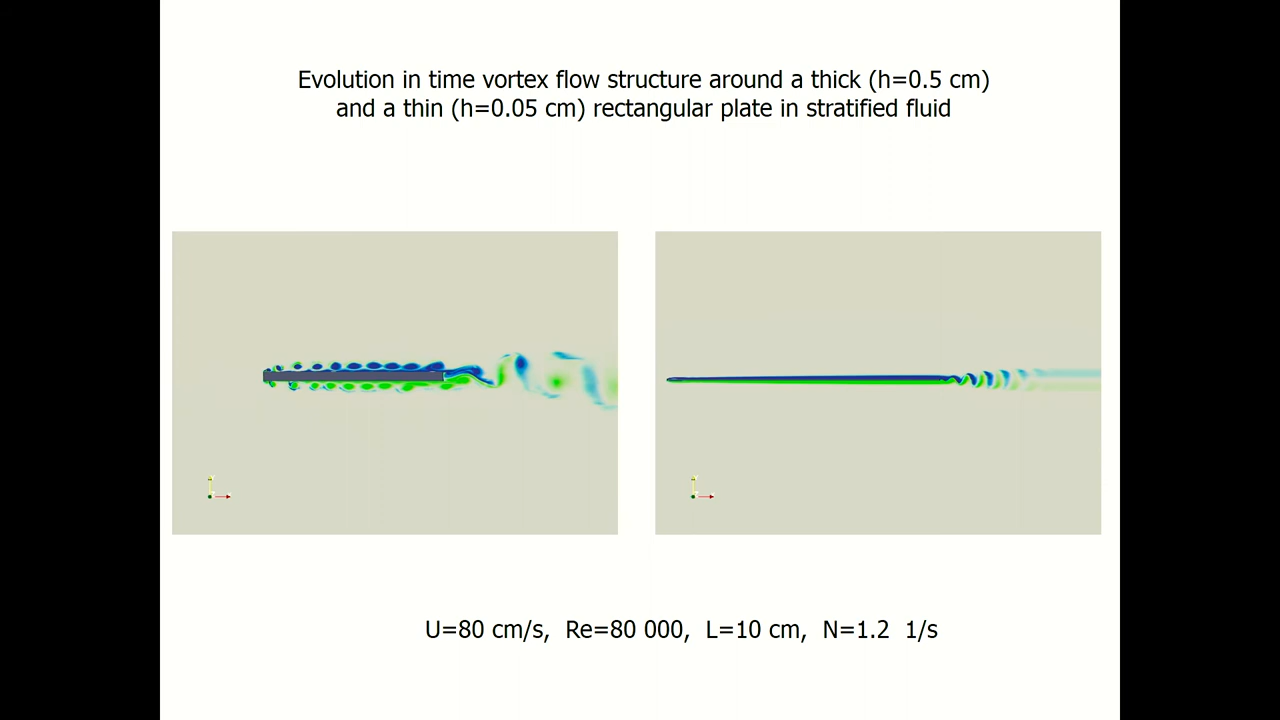 Evolution in time vortex flow structure around a thick (h=0.5 cm)
and a thin (h=0.05 cm) rectangular plate in stratified fluid
U=80 cm/s, Re=80 000, L=10 cm, N=1.2 1/s